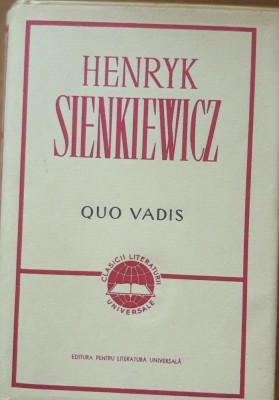 HENRYK
SIENKIEWICZ
QUO VADIS
CLASICII LITERATURII
UNIVERSALE
EDITURA PENTRU LITERATURA UNIVERSALĂ